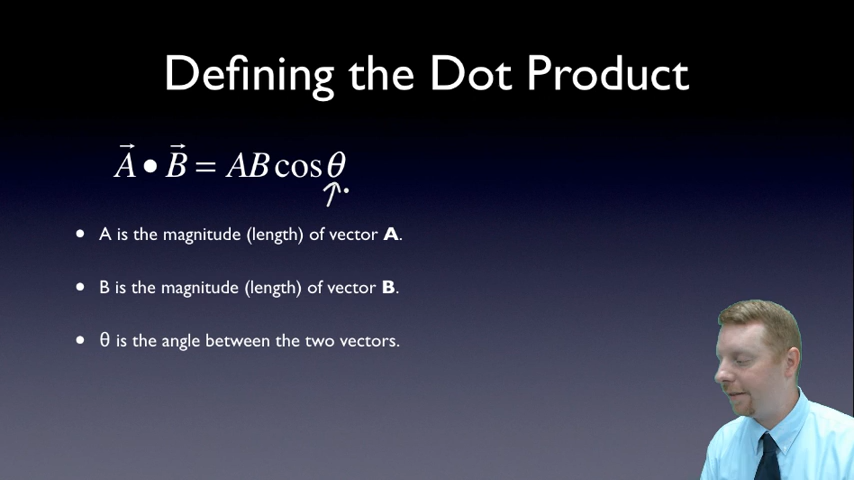 Defining the Dot Product
A⃗ • B⃗ = AB cos θ
• A is the magnitude (length) of vector A.
• B is the magnitude (length) of vector B.
• θ is the angle between the two vectors.